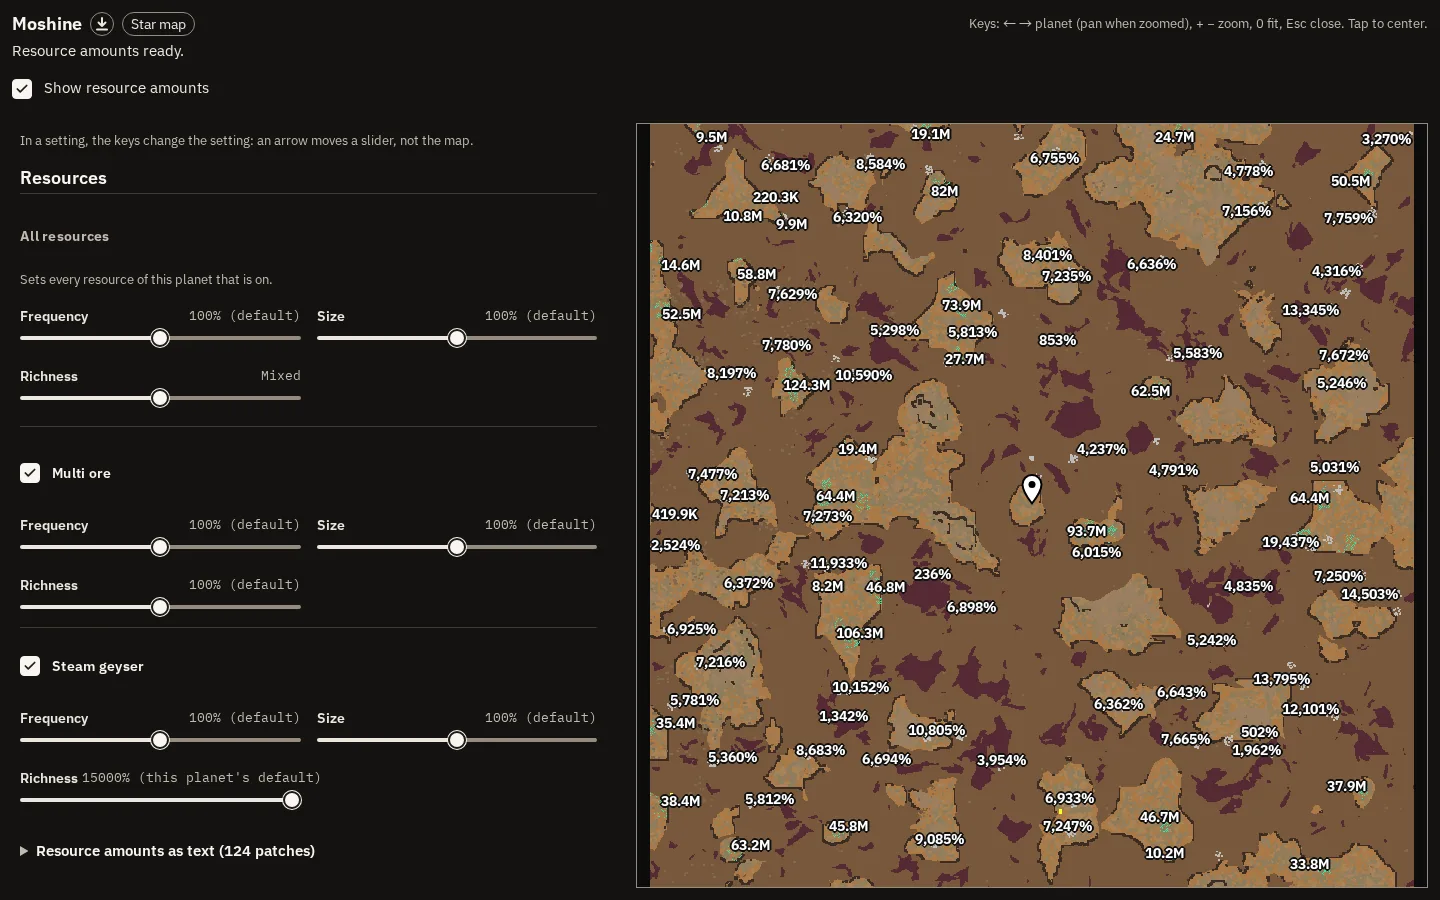 Moshine
Star map
Keys: ←→ planet (pan when zoomed), + − zoom, 0 fit, Esc close. Tap to center.
Resource amounts ready.
Show resource amounts
In a setting, the keys change the setting: an arrow moves a slider, not the map.
Resources
All resources
Sets every resource of this planet that is on.
Frequency 100% (default) Size 100% (default)
Richness Mixed
Multi ore
Frequency 100% (default) Size 100% (default)
Richness 100% (default)
Steam geyser
Frequency 100% (default) Size 100% (default)
Richness 15000% (this planet's default)
Resource amounts as text (124 patches)
9.5M 19.1M 24.7M 3,270%
6,681% 8,584% 6,755% 4,778%
220.3K 82M 50.5M
10.8M 9.9M 6,320% 7,156% 7,759%
14.6M 58.8M 8,401% 7,235% 6,636% 4,316%
7,629% 73.9M 13,345%
52.5M 5,298% 5,813% 853%
7,780% 27.7M 5,583% 7,672%
8,197% 124.3M 10,590% 62.5M 5,246%
19.4M 4,237%
7,477% 4,791% 5,031%
7,213% 64.4M 64.4M
419.9K 7,273% 93.7M
2,524% 6,015% 19,437%
11,933% 236% 7,250%
6,372% 8.2M 46.8M 4,835% 14,503%
6,898%
6,925% 106.3M 5,242%
7,216%
10,152% 13,795%
5,781% 6,362% 6,643%
35.4M 1,342% 12,101%
10,805% 7,665% 502%
5,360% 8,683% 6,694% 3,954% 1,962%
37.9M
38.4M 5,812% 6,933%
45.8M 7,247% 46.7M
63.2M 9,085% 10.2M
33.8M